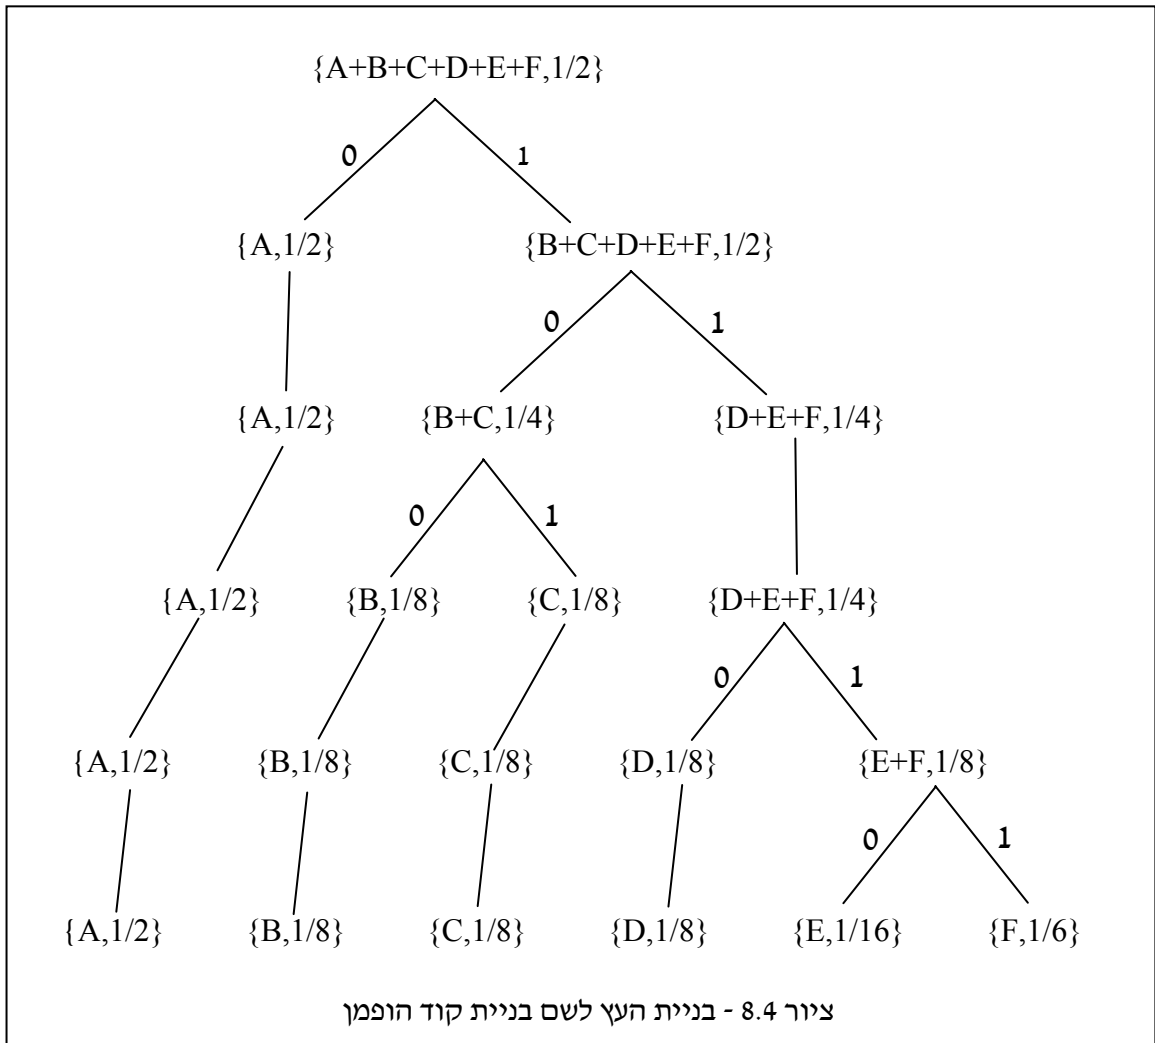 {A+B+C+D+E+F,1/2}
0 1
{A,1/2} {B+C+D+E+F,1/2}
0 1
{A,1/2} {B+C,1/4} {D+E+F,1/4}
0 1
{A,1/2} {B,1/8} {C,1/8} {D+E+F,1/4}
0 1
{A,1/2} {B,1/8} {C,1/8} {D,1/8} {E+F,1/8}
0 1
{A,1/2} {B,1/8} {C,1/8} {D,1/8} {E,1/16} {F,1/6}
ציור 8.4 - בניית העץ לשם בניית קוד הופמן